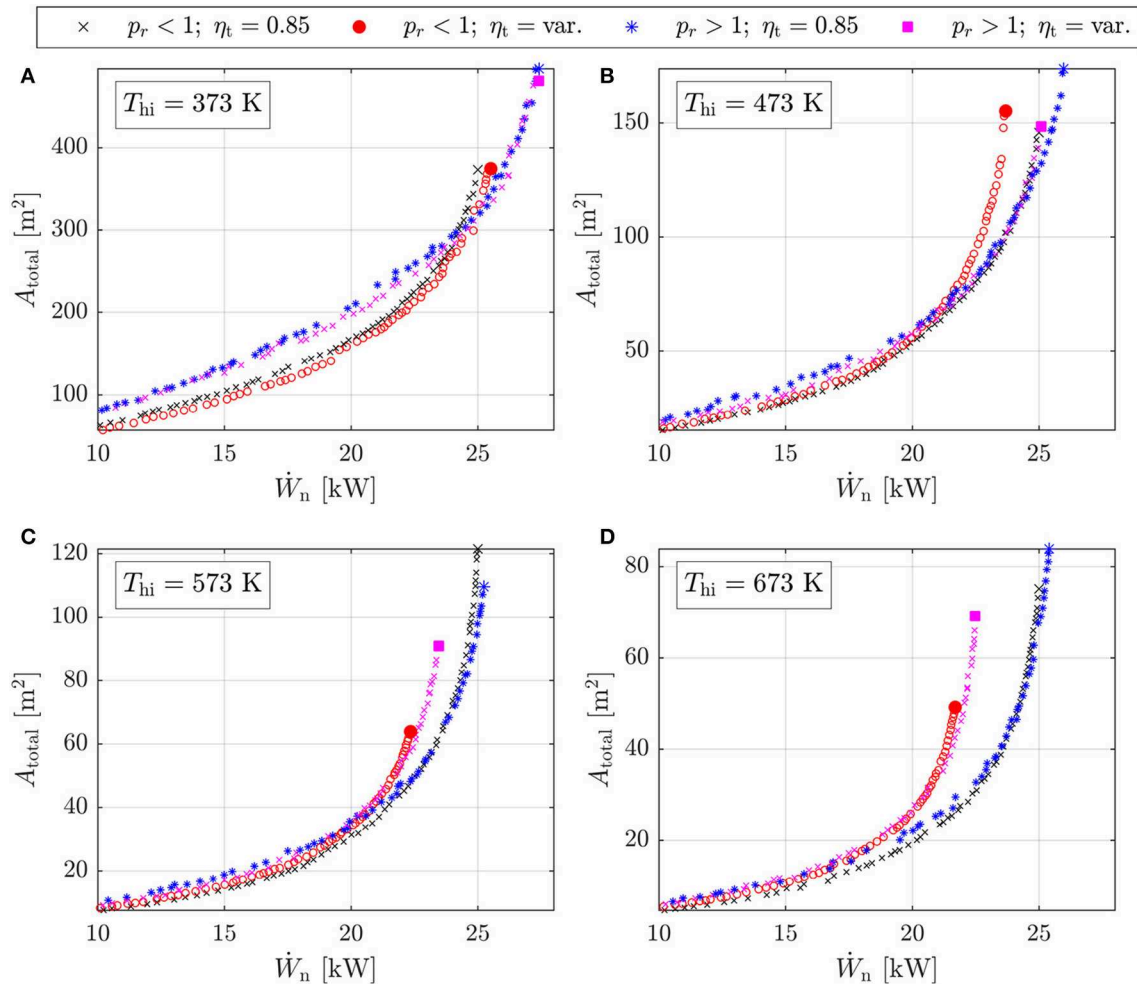 p_r < 1; η_t = 0.85 p_r < 1; η_t = var. p_r > 1; η_t = 0.85 p_r > 1; η_t = var.
A
T_hi = 373 K
A_total [m²]
400
300
200
100
10 15 20 25
Ẇ_n [kW]
B
T_hi = 473 K
A_total [m²]
150
100
50
10 15 20 25
Ẇ_n [kW]
C
T_hi = 573 K
A_total [m²]
120
100
80
60
40
20
10 15 20 25
Ẇ_n [kW]
D
T_hi = 673 K
A_total [m²]
80
60
40
20
10 15 20 25
Ẇ_n [kW]